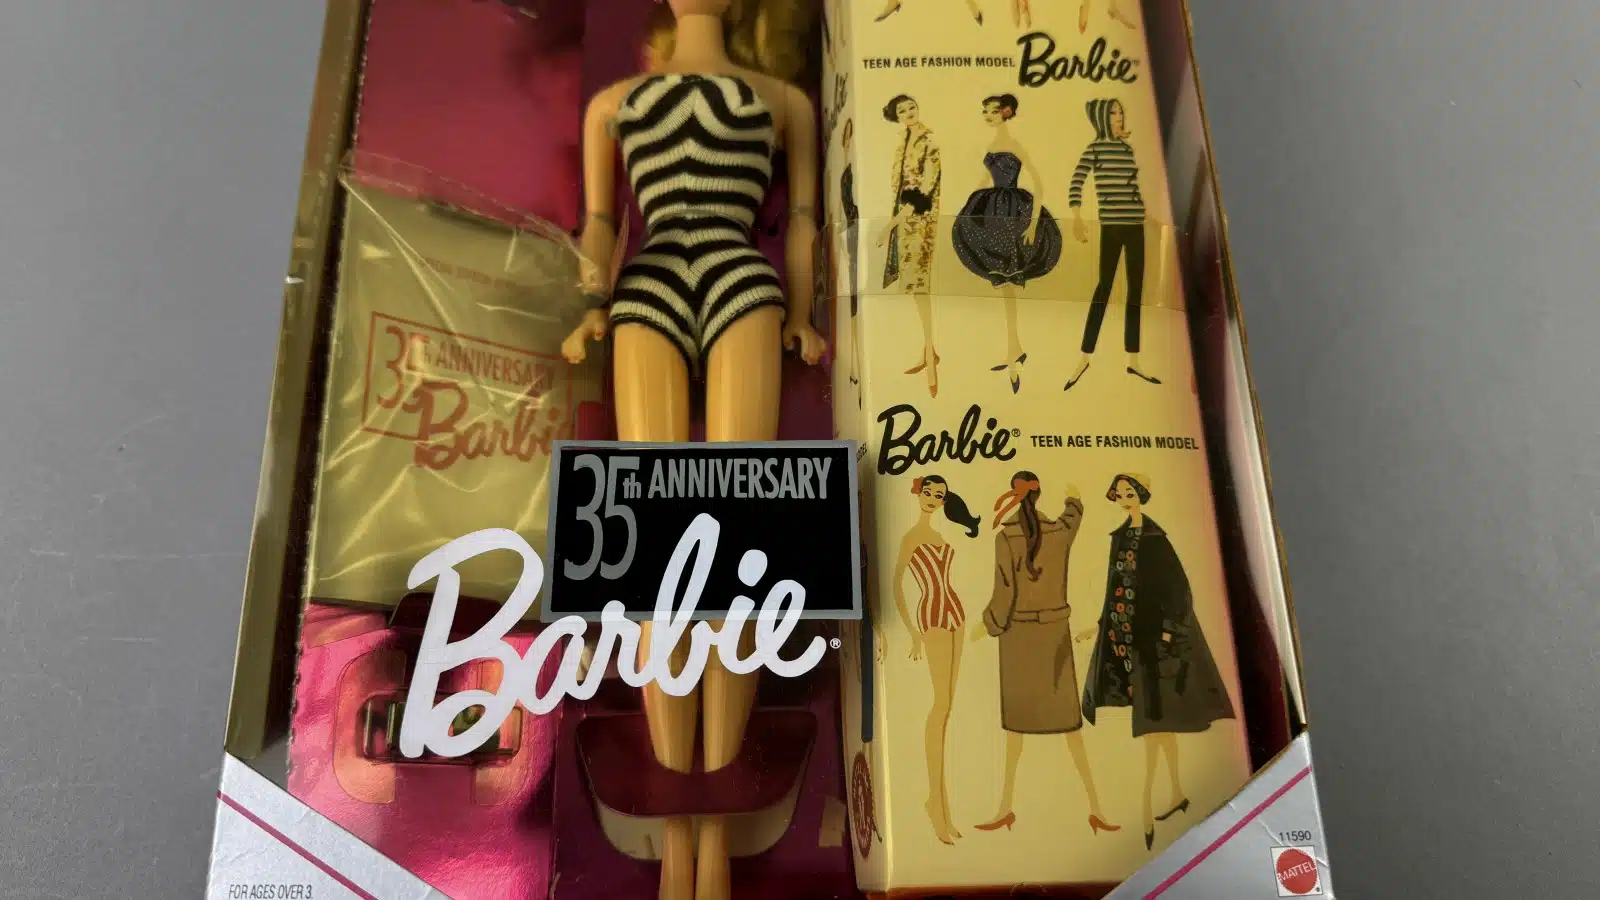 TEEN AGE FASHION MODEL Barbie®
35th ANNIVERSARY
Barbie
Barbie® TEEN AGE FASHION MODEL
35th ANNIVERSARY
Barbie®
11590
MATTEL
FOR AGES OVER 3.